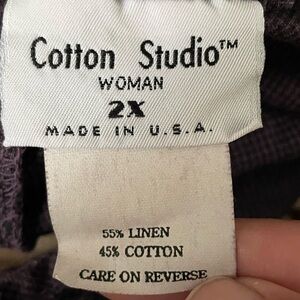 Cotton Studio™
WOMAN
2X
MADE IN U.S.A.
55% LINEN
45% COTTON
CARE ON REVERSE